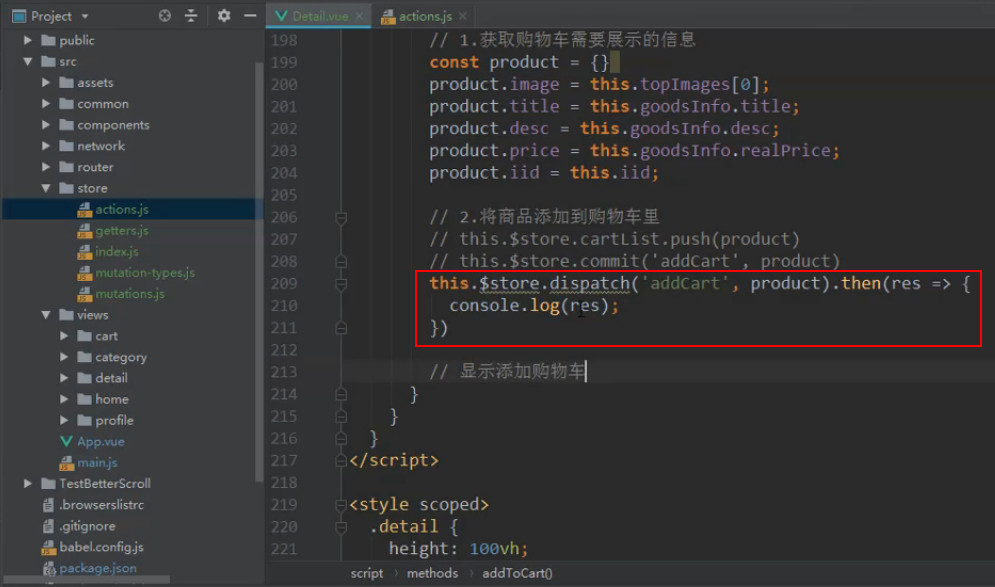 Project
Detail.vue
actions.js
public
src
assets
common
components
network
router
store
actions.js
getters.js
index.js
mutation-types.js
mutations.js
views
cart
category
detail
home
profile
App.vue
main.js
TestBetterScroll
.browserslistrc
.gitignore
babel.config.js
package.json
198 // 1.获取购物车需要展示的信息
199 const product = {}
200 product.image = this.topImages[0];
201 product.title = this.goodsInfo.title;
202 product.desc = this.goodsInfo.desc;
203 product.price = this.goodsInfo.realPrice;
204 product.iid = this.iid;
205
206 // 2.将商品添加到购物车里
207 // this.$store.cartList.push(product)
208 // this.$store.commit('addCart', product)
209 this.$store.dispatch('addCart', product).then(res => {
210 console.log(res);
211 })
212
213 // 显示添加购物车
214 }
215 }
216 }
217 </script>
218
219 <style scoped>
220 .detail {
221 height: 100vh;
script › methods › addToCart()